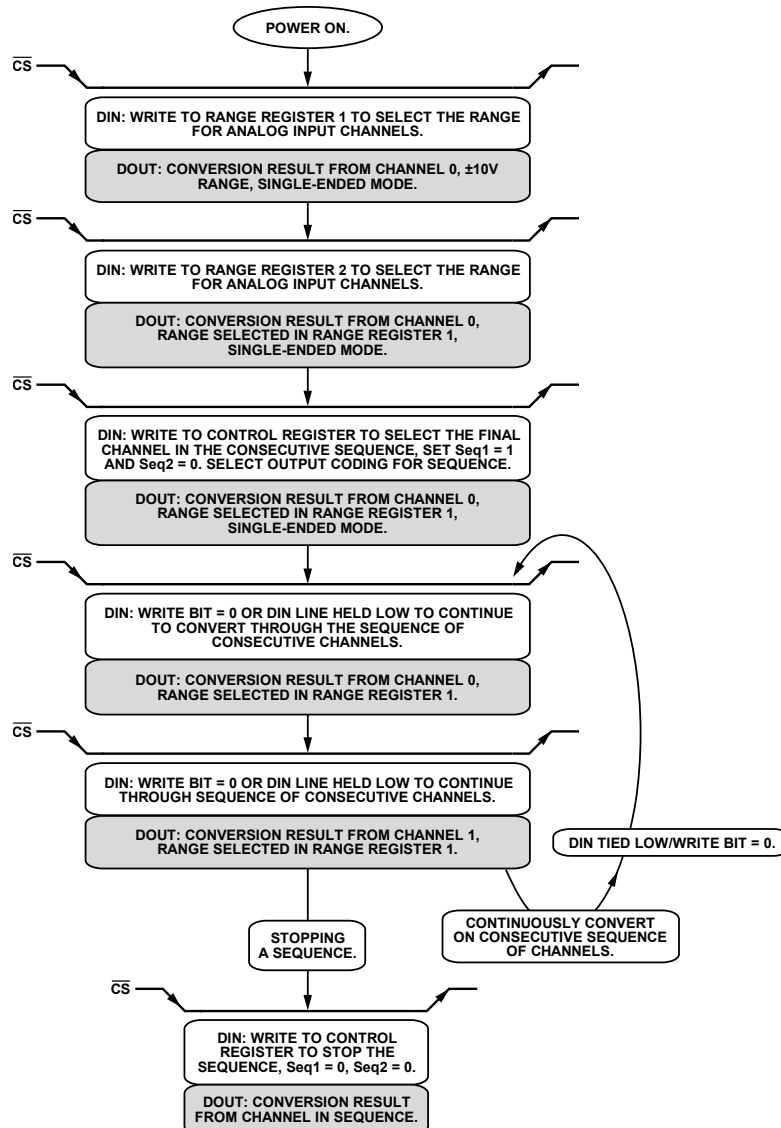 POWER ON.
CS
DIN: WRITE TO RANGE REGISTER 1 TO SELECT THE RANGE
FOR ANALOG INPUT CHANNELS.
DOUT: CONVERSION RESULT FROM CHANNEL 0, ±10V
RANGE, SINGLE-ENDED MODE.
CS
DIN: WRITE TO RANGE REGISTER 2 TO SELECT THE RANGE
FOR ANALOG INPUT CHANNELS.
DOUT: CONVERSION RESULT FROM CHANNEL 0,
RANGE SELECTED IN RANGE REGISTER 1,
SINGLE-ENDED MODE.
CS
DIN: WRITE TO CONTROL REGISTER TO SELECT THE FINAL
CHANNEL IN THE CONSECUTIVE SEQUENCE, SET Seq1 = 1
AND Seq2 = 0. SELECT OUTPUT CODING FOR SEQUENCE.
DOUT: CONVERSION RESULT FROM CHANNEL 0,
RANGE SELECTED IN RANGE REGISTER 1,
SINGLE-ENDED MODE.
CS
DIN: WRITE BIT = 0 OR DIN LINE HELD LOW TO CONTINUE
TO CONVERT THROUGH THE SEQUENCE OF
CONSECUTIVE CHANNELS.
DOUT: CONVERSION RESULT FROM CHANNEL 0,
RANGE SELECTED IN RANGE REGISTER 1.
CS
DIN: WRITE BIT = 0 OR DIN LINE HELD LOW TO CONTINUE
THROUGH SEQUENCE OF CONSECUTIVE CHANNELS.
DOUT: CONVERSION RESULT FROM CHANNEL 1,
RANGE SELECTED IN RANGE REGISTER 1.
DIN TIED LOW/WRITE BIT = 0.
STOPPING
A SEQUENCE.
CONTINUOUSLY CONVERT
ON CONSECUTIVE SEQUENCE
OF CHANNELS.
CS
DIN: WRITE TO CONTROL
REGISTER TO STOP THE
SEQUENCE, Seq1 = 0, Seq2 = 0.
DOUT: CONVERSION RESULT
FROM CHANNEL IN SEQUENCE.